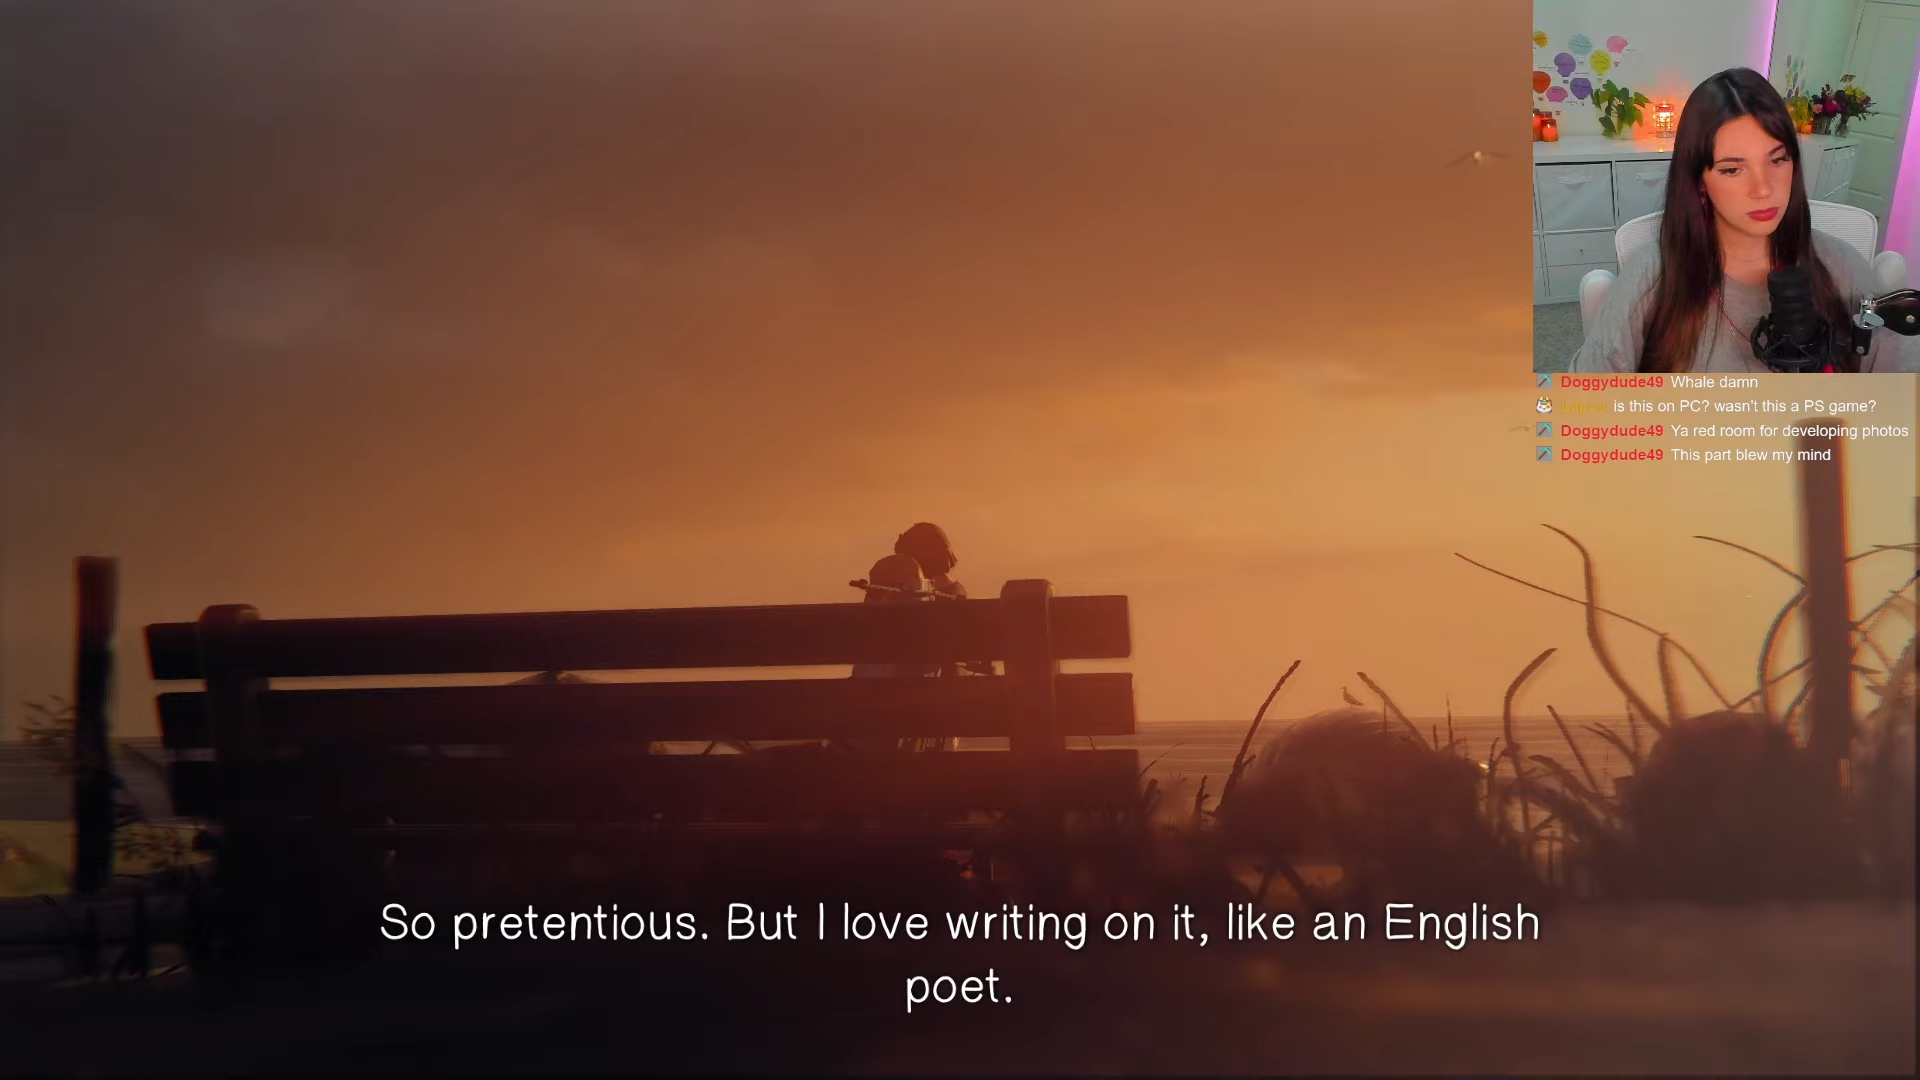 Doggydude49 Whale damn
is this on PC? wasn't this a PS game?
Doggydude49 Ya red room for developing photos
Doggydude49 This part blew my mind
So pretentious. But I love writing on it, like an English
poet.